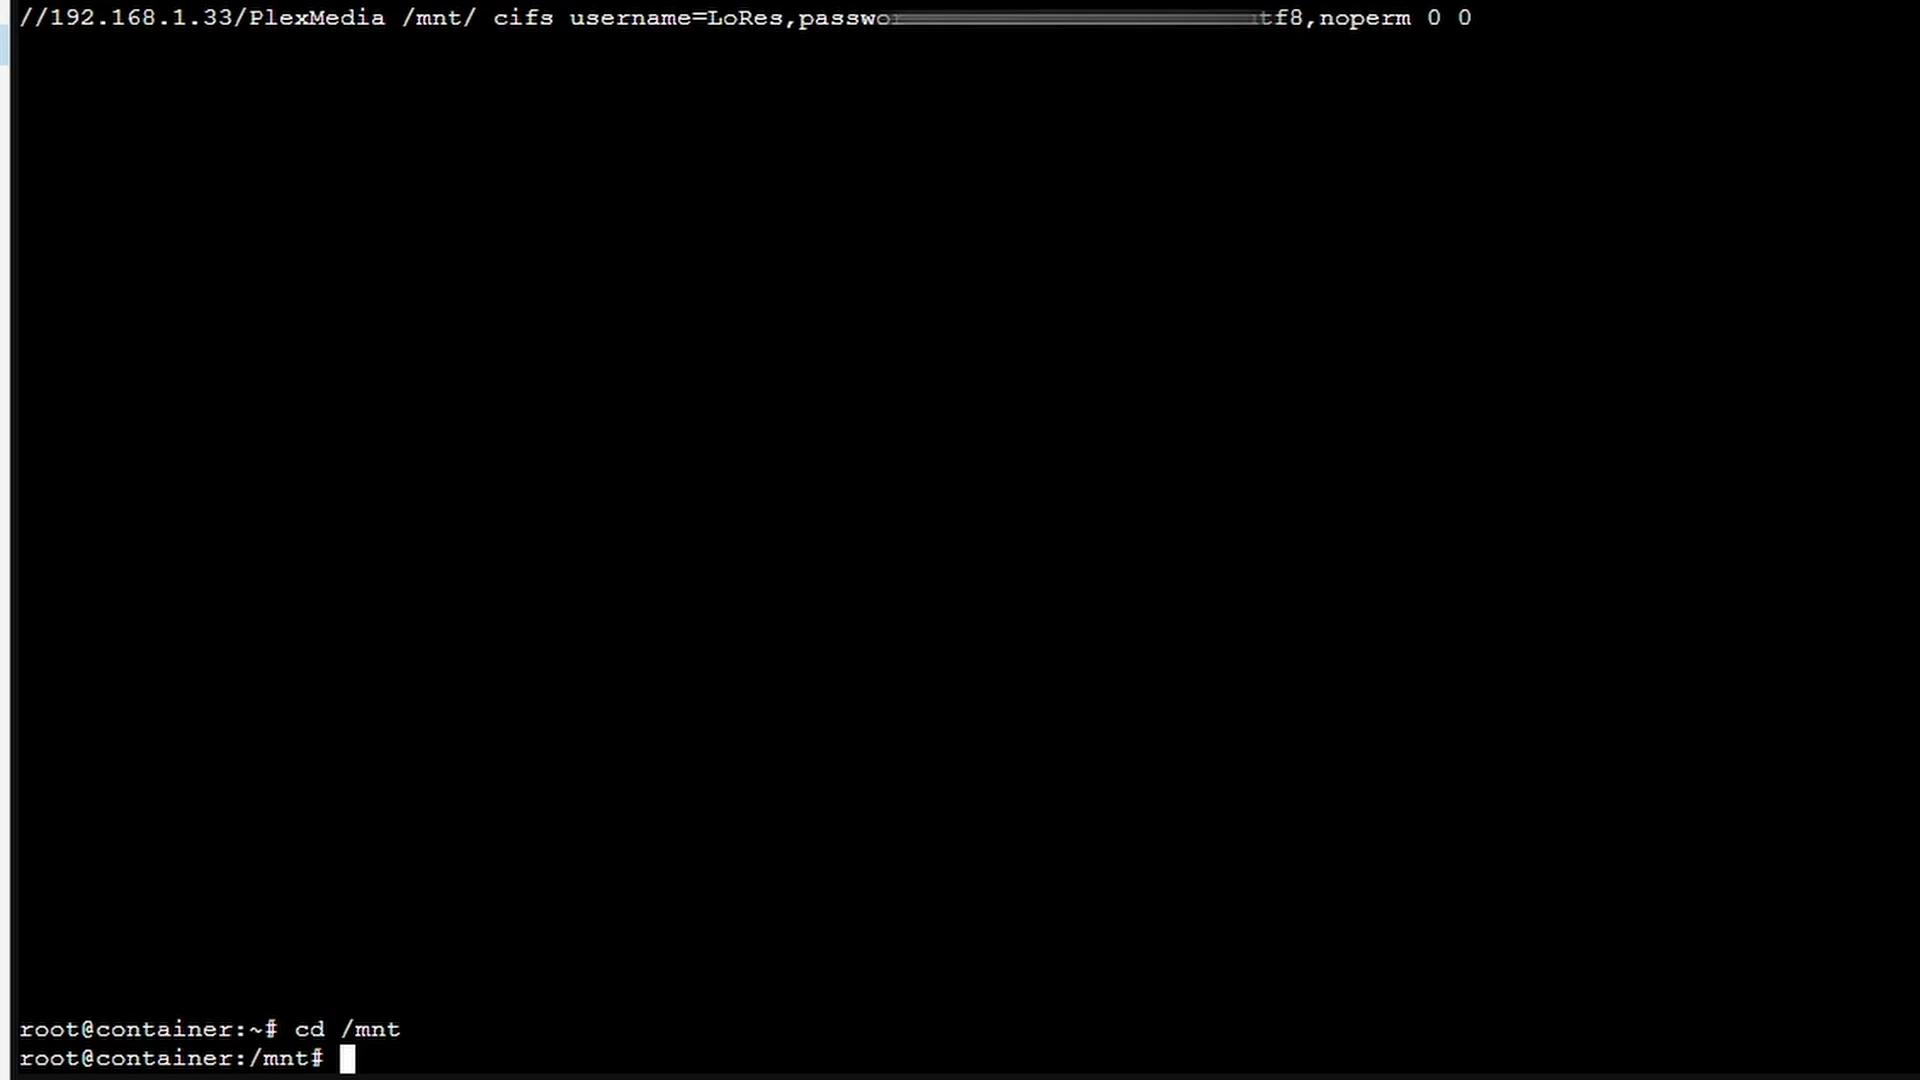 //192.168.1.33/PlexMedia /mnt/ cifs username=LoRes,passwo tf8,noperm 0 0
root@container:~# cd /mnt
root@container:/mnt#